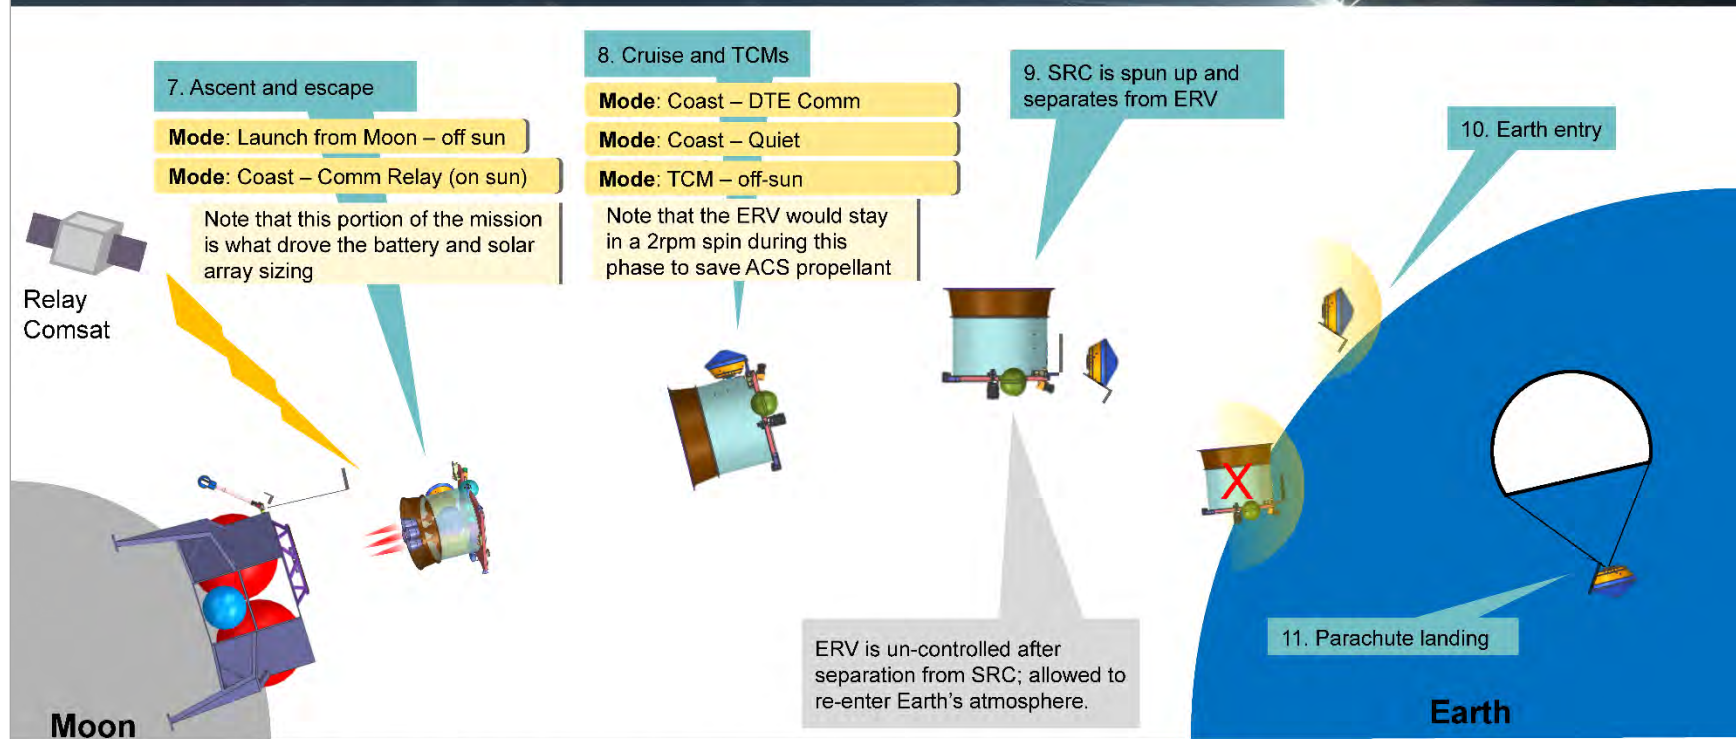 7. Ascent and escape
Mode: Launch from Moon – off sun
Mode: Coast – Comm Relay (on sun)
Note that this portion of the mission
is what drove the battery and solar
array sizing
Relay
Comsat
Moon
8. Cruise and TCMs
Mode: Coast – DTE Comm
Mode: Coast – Quiet
Mode: TCM – off-sun
Note that the ERV would stay
in a 2rpm spin during this
phase to save ACS propellant
9. SRC is spun up and
separates from ERV
ERV is un-controlled after
separation from SRC; allowed to
re-enter Earth's atmosphere.
10. Earth entry
X
11. Parachute landing
Earth